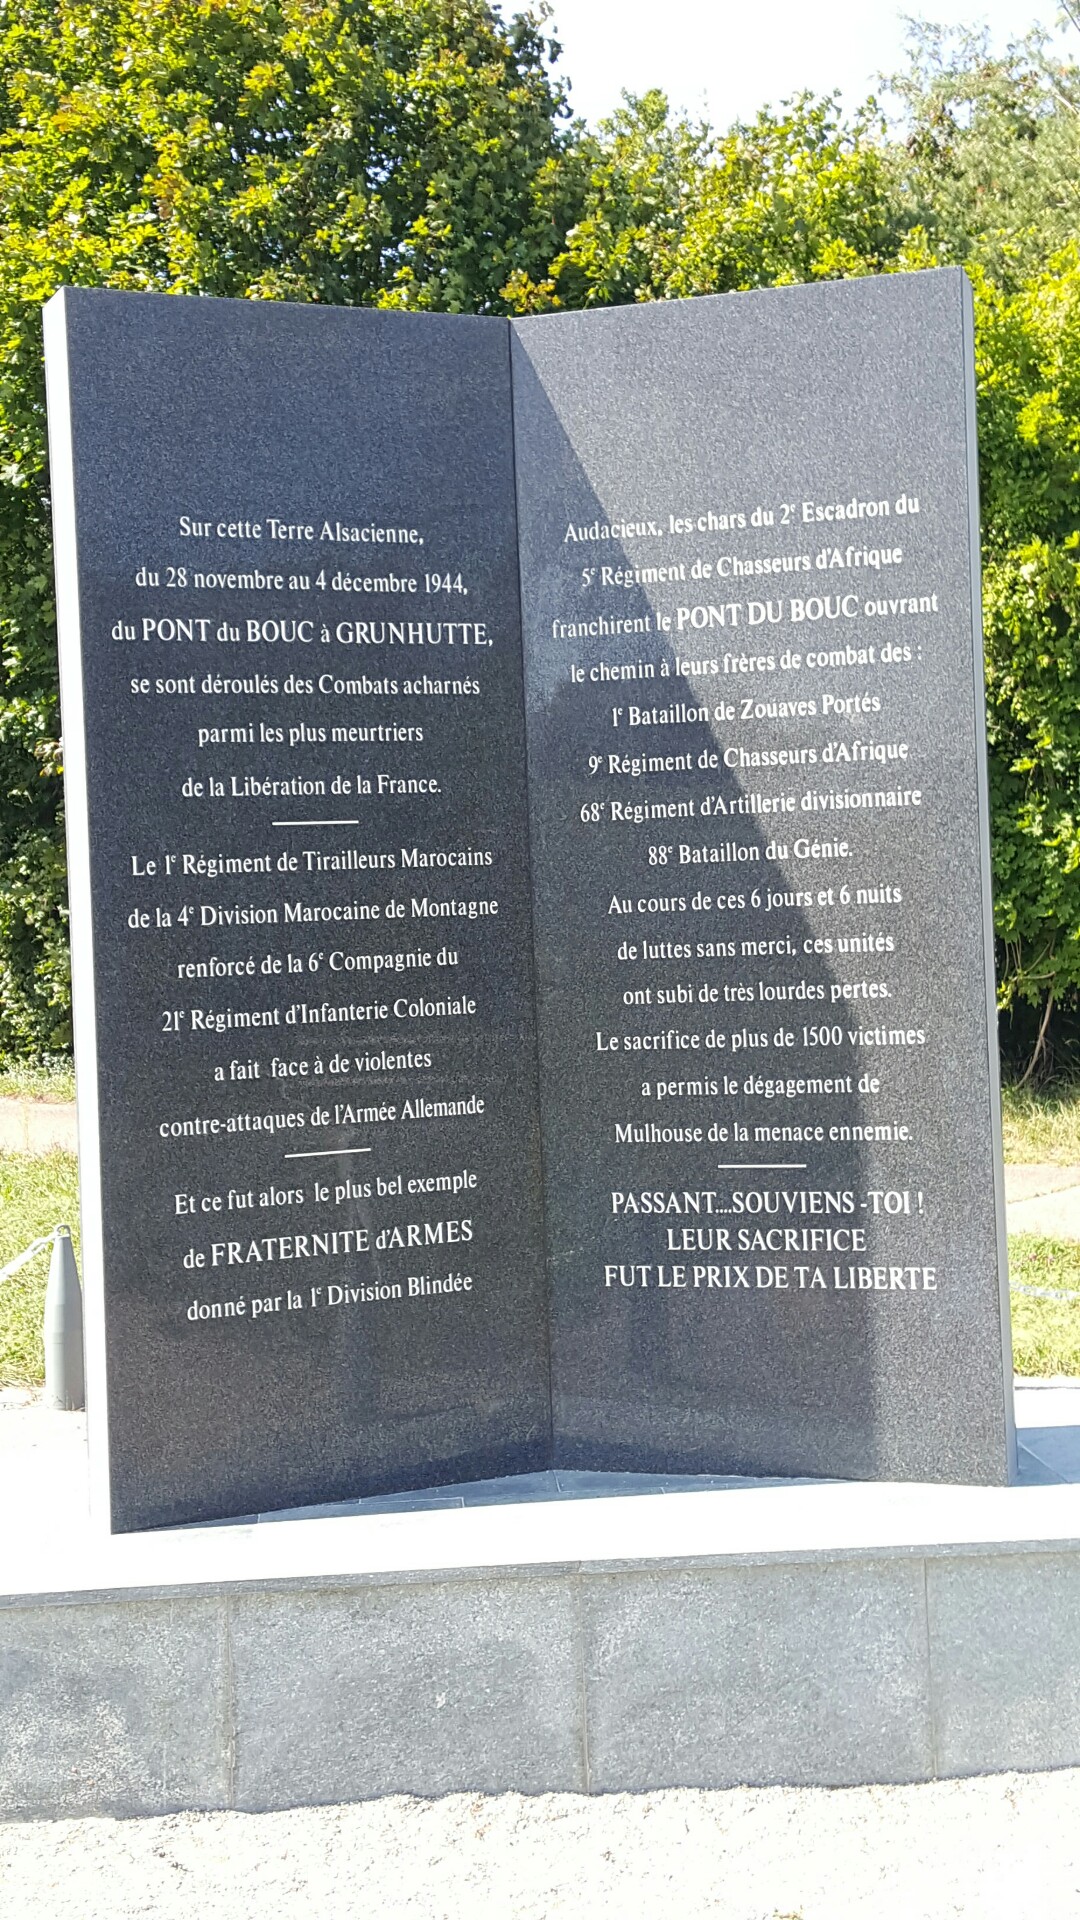 Sur cette Terre Alsacienne,
du 28 novembre au 4 décembre 1944,
du PONT du BOUC à GRUNHUTTE,
se sont déroulés des Combats acharnés
parmi les plus meurtriers
de la Libération de la France.
Le 1e Régiment de Tirailleurs Marocains
de la 4e Division Marocaine de Montagne
renforcé de la 6e Compagnie du
21e Régiment d'Infanterie Coloniale
a fait face à de violentes
contre-attaques de l'Armée Allemande
Et ce fut alors le plus bel exemple
de FRATERNITE d'ARMES
donné par la 1e Division Blindée
Audacieux, les chars du 2e Escadron du
5e Régiment de Chasseurs d'Afrique
franchirent le PONT DU BOUC ouvrant
le chemin à leurs frères de combat des :
1e Bataillon de Zouaves Portés
9e Régiment de Chasseurs d'Afrique
68e Régiment d'Artillerie divisionnaire
88e Bataillon du Génie.
Au cours de ces 6 jours et 6 nuits
de luttes sans merci, ces unités
ont subi de très lourdes pertes.
Le sacrifice de plus de 1500 victimes
a permis le dégagement de
Mulhouse de la menace ennemie.
PASSANT....SOUVIENS -TOI !
LEUR SACRIFICE
FUT LE PRIX DE TA LIBERTE